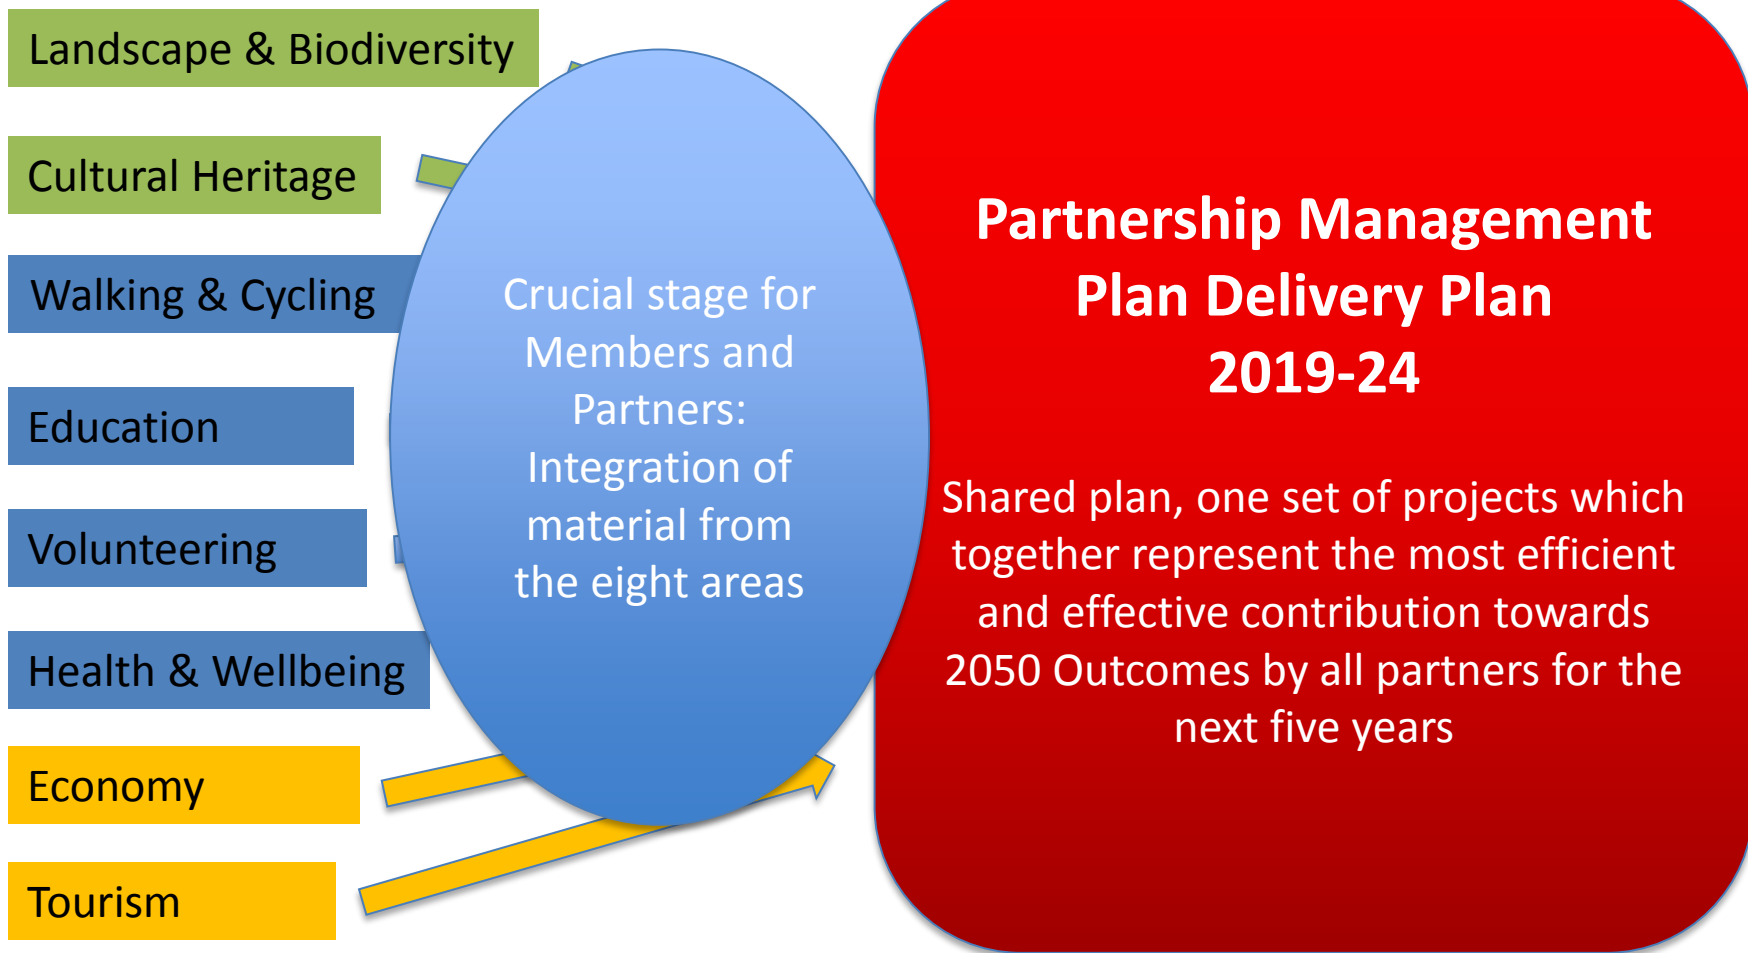 Landscape & Biodiversity
Cultural Heritage
Walking & Cycling
Education
Volunteering
Health & Wellbeing
Economy
Tourism
Crucial stage for
Members and
Partners:
Integration of
material from
the eight areas
Partnership Management
Plan Delivery Plan
2019-24
Shared plan, one set of projects which
together represent the most efficient
and effective contribution towards
2050 Outcomes by all partners for the
next five years